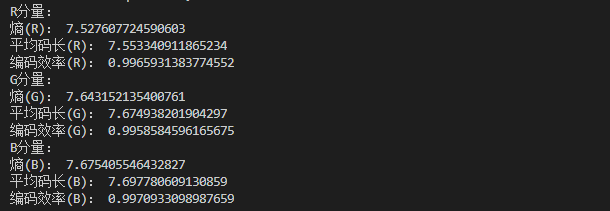 R分量:
熵(R): 7.527607724590603
平均码长(R): 7.553340911865234
编码效率(R): 0.9965931383774552
G分量:
熵(G): 7.643152135400761
平均码长(G): 7.674938201904297
编码效率(G): 0.9958584596165675
B分量:
熵(B): 7.675405546432827
平均码长(B): 7.697780609130859
编码效率(B): 0.9970933098987659